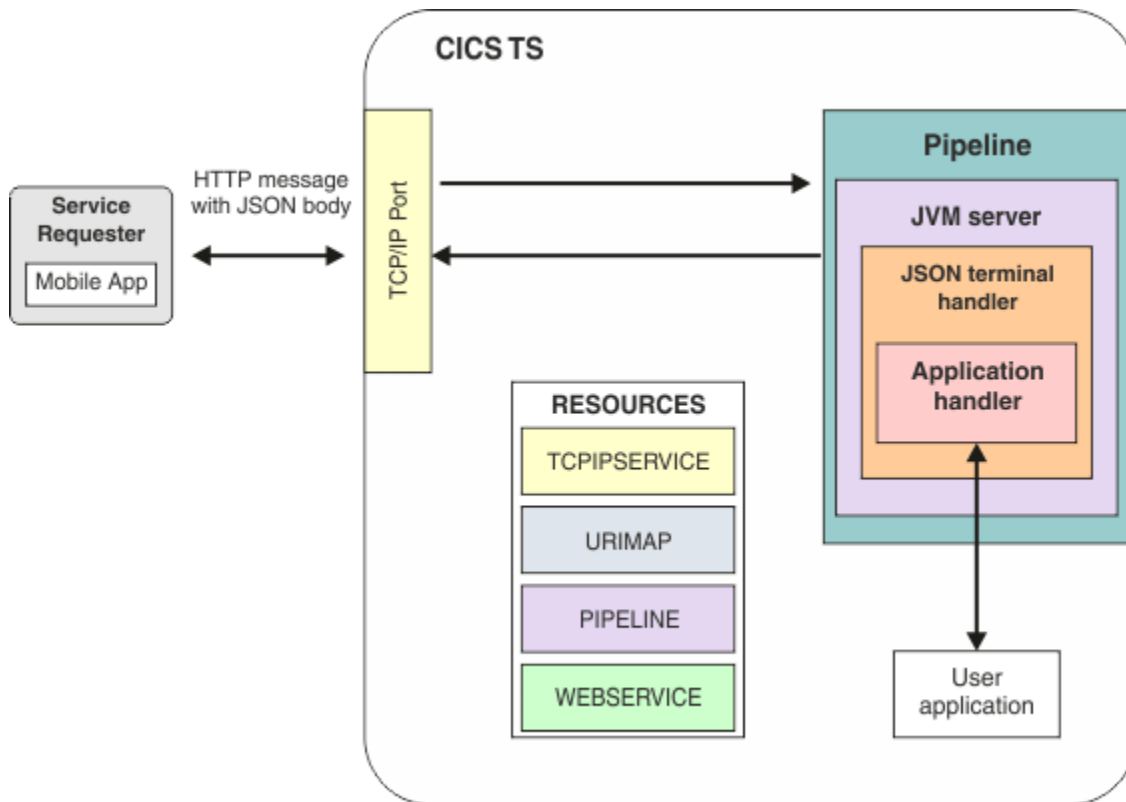 CICS TS
Service
Requester
Mobile App
HTTP message
with JSON body
TCP/IP Port
Pipeline
JVM server
JSON terminal
handler
Application
handler
RESOURCES
TCPIPSERVICE
URIMAP
PIPELINE
WEBSERVICE
User
application